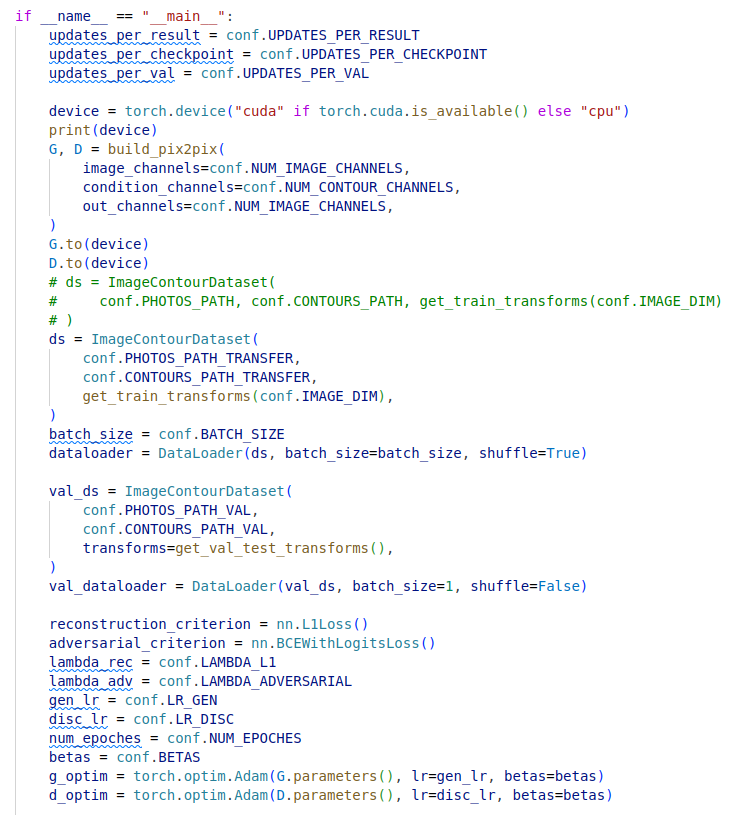 if __name__ == "__main__":
    updates_per_result = conf.UPDATES_PER_RESULT
    updates_per_checkpoint = conf.UPDATES_PER_CHECKPOINT
    updates_per_val = conf.UPDATES_PER_VAL

    device = torch.device("cuda" if torch.cuda.is_available() else "cpu")
    print(device)
    G, D = build_pix2pix(
        image_channels=conf.NUM_IMAGE_CHANNELS,
        condition_channels=conf.NUM_CONTOUR_CHANNELS,
        out_channels=conf.NUM_IMAGE_CHANNELS,
    )
    G.to(device)
    D.to(device)
    # ds = ImageContourDataset(
    #     conf.PHOTOS_PATH, conf.CONTOURS_PATH, get_train_transforms(conf.IMAGE_DIM)
    # )
    ds = ImageContourDataset(
        conf.PHOTOS_PATH_TRANSFER,
        conf.CONTOURS_PATH_TRANSFER,
        get_train_transforms(conf.IMAGE_DIM),
    )
    batch_size = conf.BATCH_SIZE
    dataloader = DataLoader(ds, batch_size=batch_size, shuffle=True)

    val_ds = ImageContourDataset(
        conf.PHOTOS_PATH_VAL,
        conf.CONTOURS_PATH_VAL,
        transforms=get_val_test_transforms(),
    )
    val_dataloader = DataLoader(val_ds, batch_size=1, shuffle=False)

    reconstruction_criterion = nn.L1Loss()
    adversarial_criterion = nn.BCEWithLogitsLoss()
    lambda_rec = conf.LAMBDA_L1
    lambda_adv = conf.LAMBDA_ADVERSARIAL
    gen_lr = conf.LR_GEN
    disc_lr = conf.LR_DISC
    num_epoches = conf.NUM_EPOCHES
    betas = conf.BETAS
    g_optim = torch.optim.Adam(G.parameters(), lr=gen_lr, betas=betas)
    d_optim = torch.optim.Adam(D.parameters(), lr=disc_lr, betas=betas)